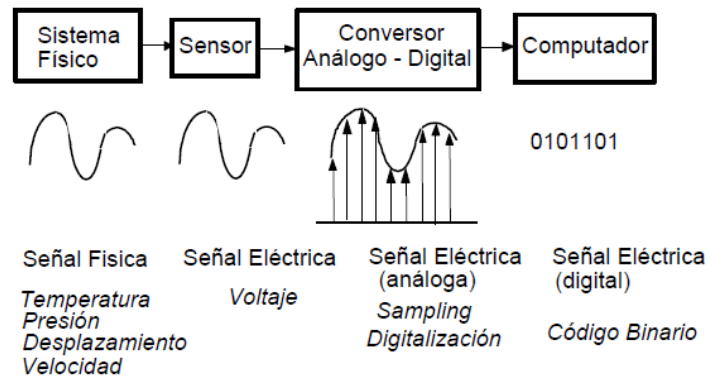 Sistema
Físico
Sensor
Conversor
Análogo - Digital
Computador
0101101
Señal Fisica
Temperatura
Presión
Desplazamiento
Velocidad
Señal Eléctrica
Voltaje
Señal Eléctrica
(análoga)
Sampling
Digitalización
Señal Eléctrica
(digital)
Código Binario